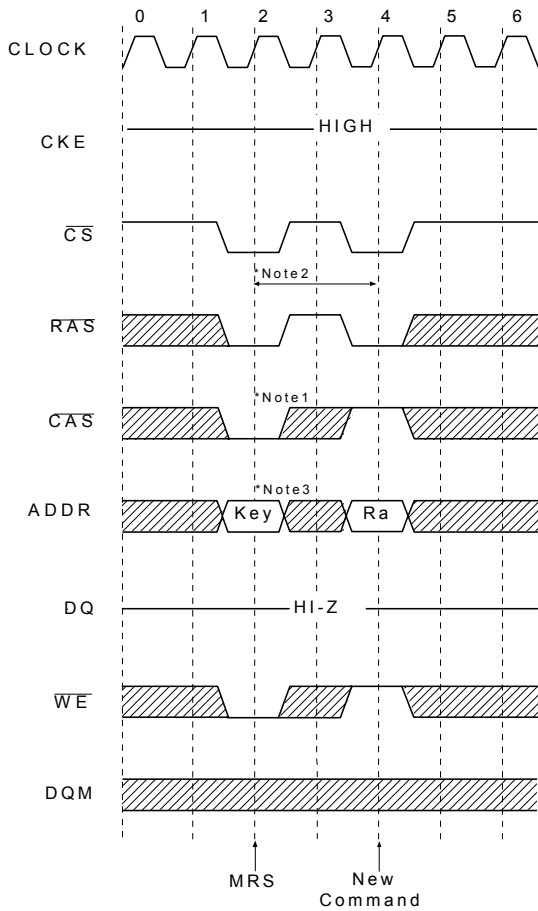 0 1 2 3 4 5 6
CLOCK
HIGH
CKE
CS
*Note2
RAS
*Note1
CAS
*Note3
ADDR Key Ra
DQ HI-Z
WE
DQM
MRS New
Command